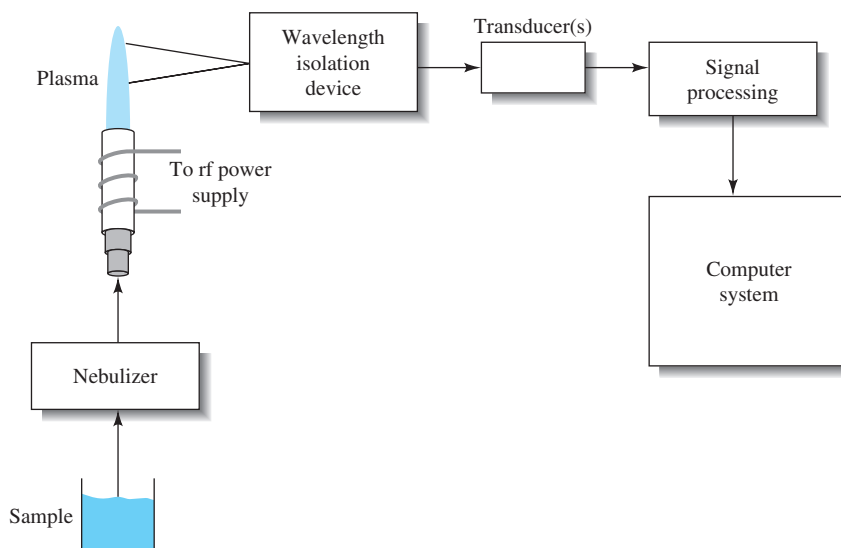 Transducer(s)
Plasma
Wavelength
isolation
device
Signal
processing
To rf power
supply
Computer
system
Nebulizer
Sample